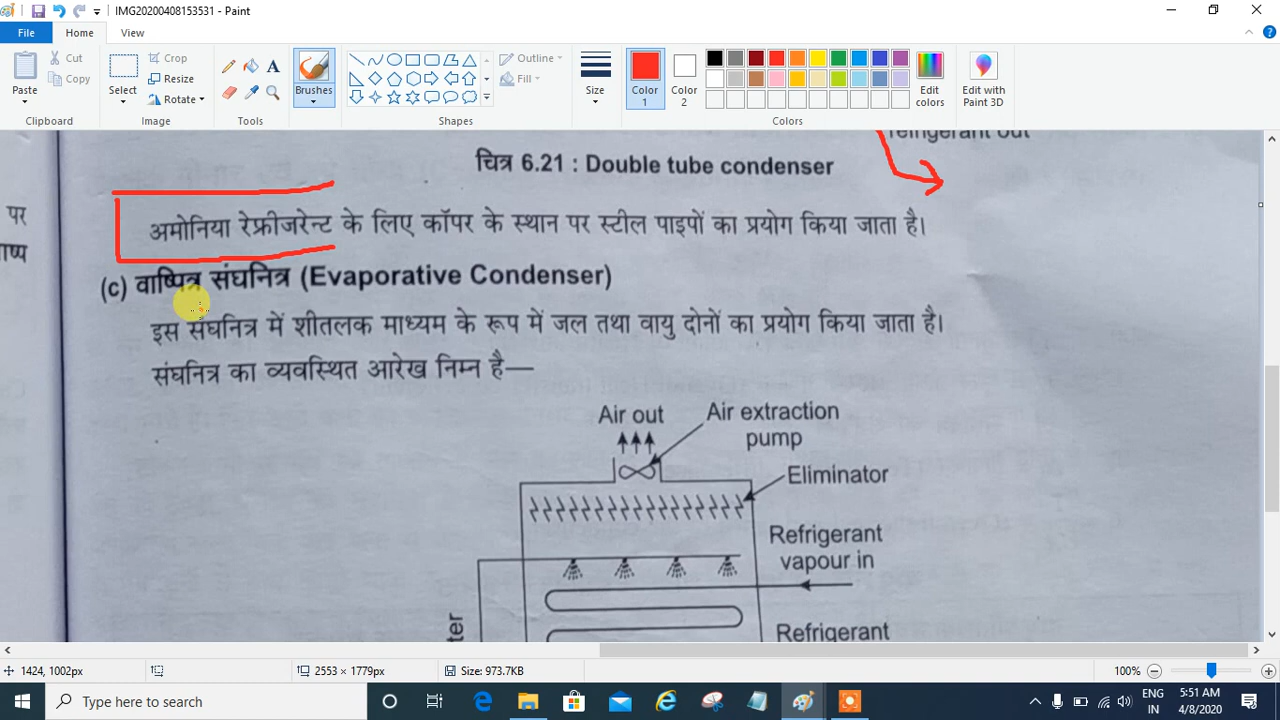 IMG20200408153531 - Paint
File
Home
View
Paste
Cut
Copy
Clipboard
Select
Crop
Resize
Rotate
Image
Tools
Brushes
Shapes
Outline
Fill
Size
Color 1
Color 2
Edit colors
Edit with Paint 3D
Colors
refrigerant out
चित्र 6.21 : Double tube condenser
पर
अमोनिया रेफ्रीजरेन्ट के लिए कॉपर के स्थान पर स्टील पाइपों का प्रयोग किया जाता है।
(c) वाष्पित्र संघनित्र (Evaporative Condenser)
इस संघनित्र में शीतलक माध्यम के रूप में जल तथा वायु दोनों का प्रयोग किया जाता है।
संघनित्र का व्यवस्थित आरेख निम्न है—
Air out
Air extraction
pump
Eliminator
Refrigerant
vapour in
Refrigerant
1424, 1002px
2553 × 1779px
Size: 973.7KB
100%
Type here to search
ENG
IN
5:51 AM
4/8/2020